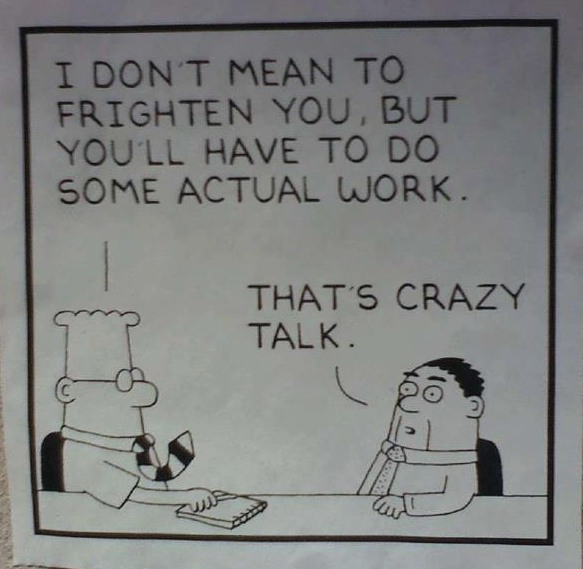 I DON'T MEAN TO
FRIGHTEN YOU, BUT
YOU'LL HAVE TO DO
SOME ACTUAL WORK.
THAT'S CRAZY
TALK.